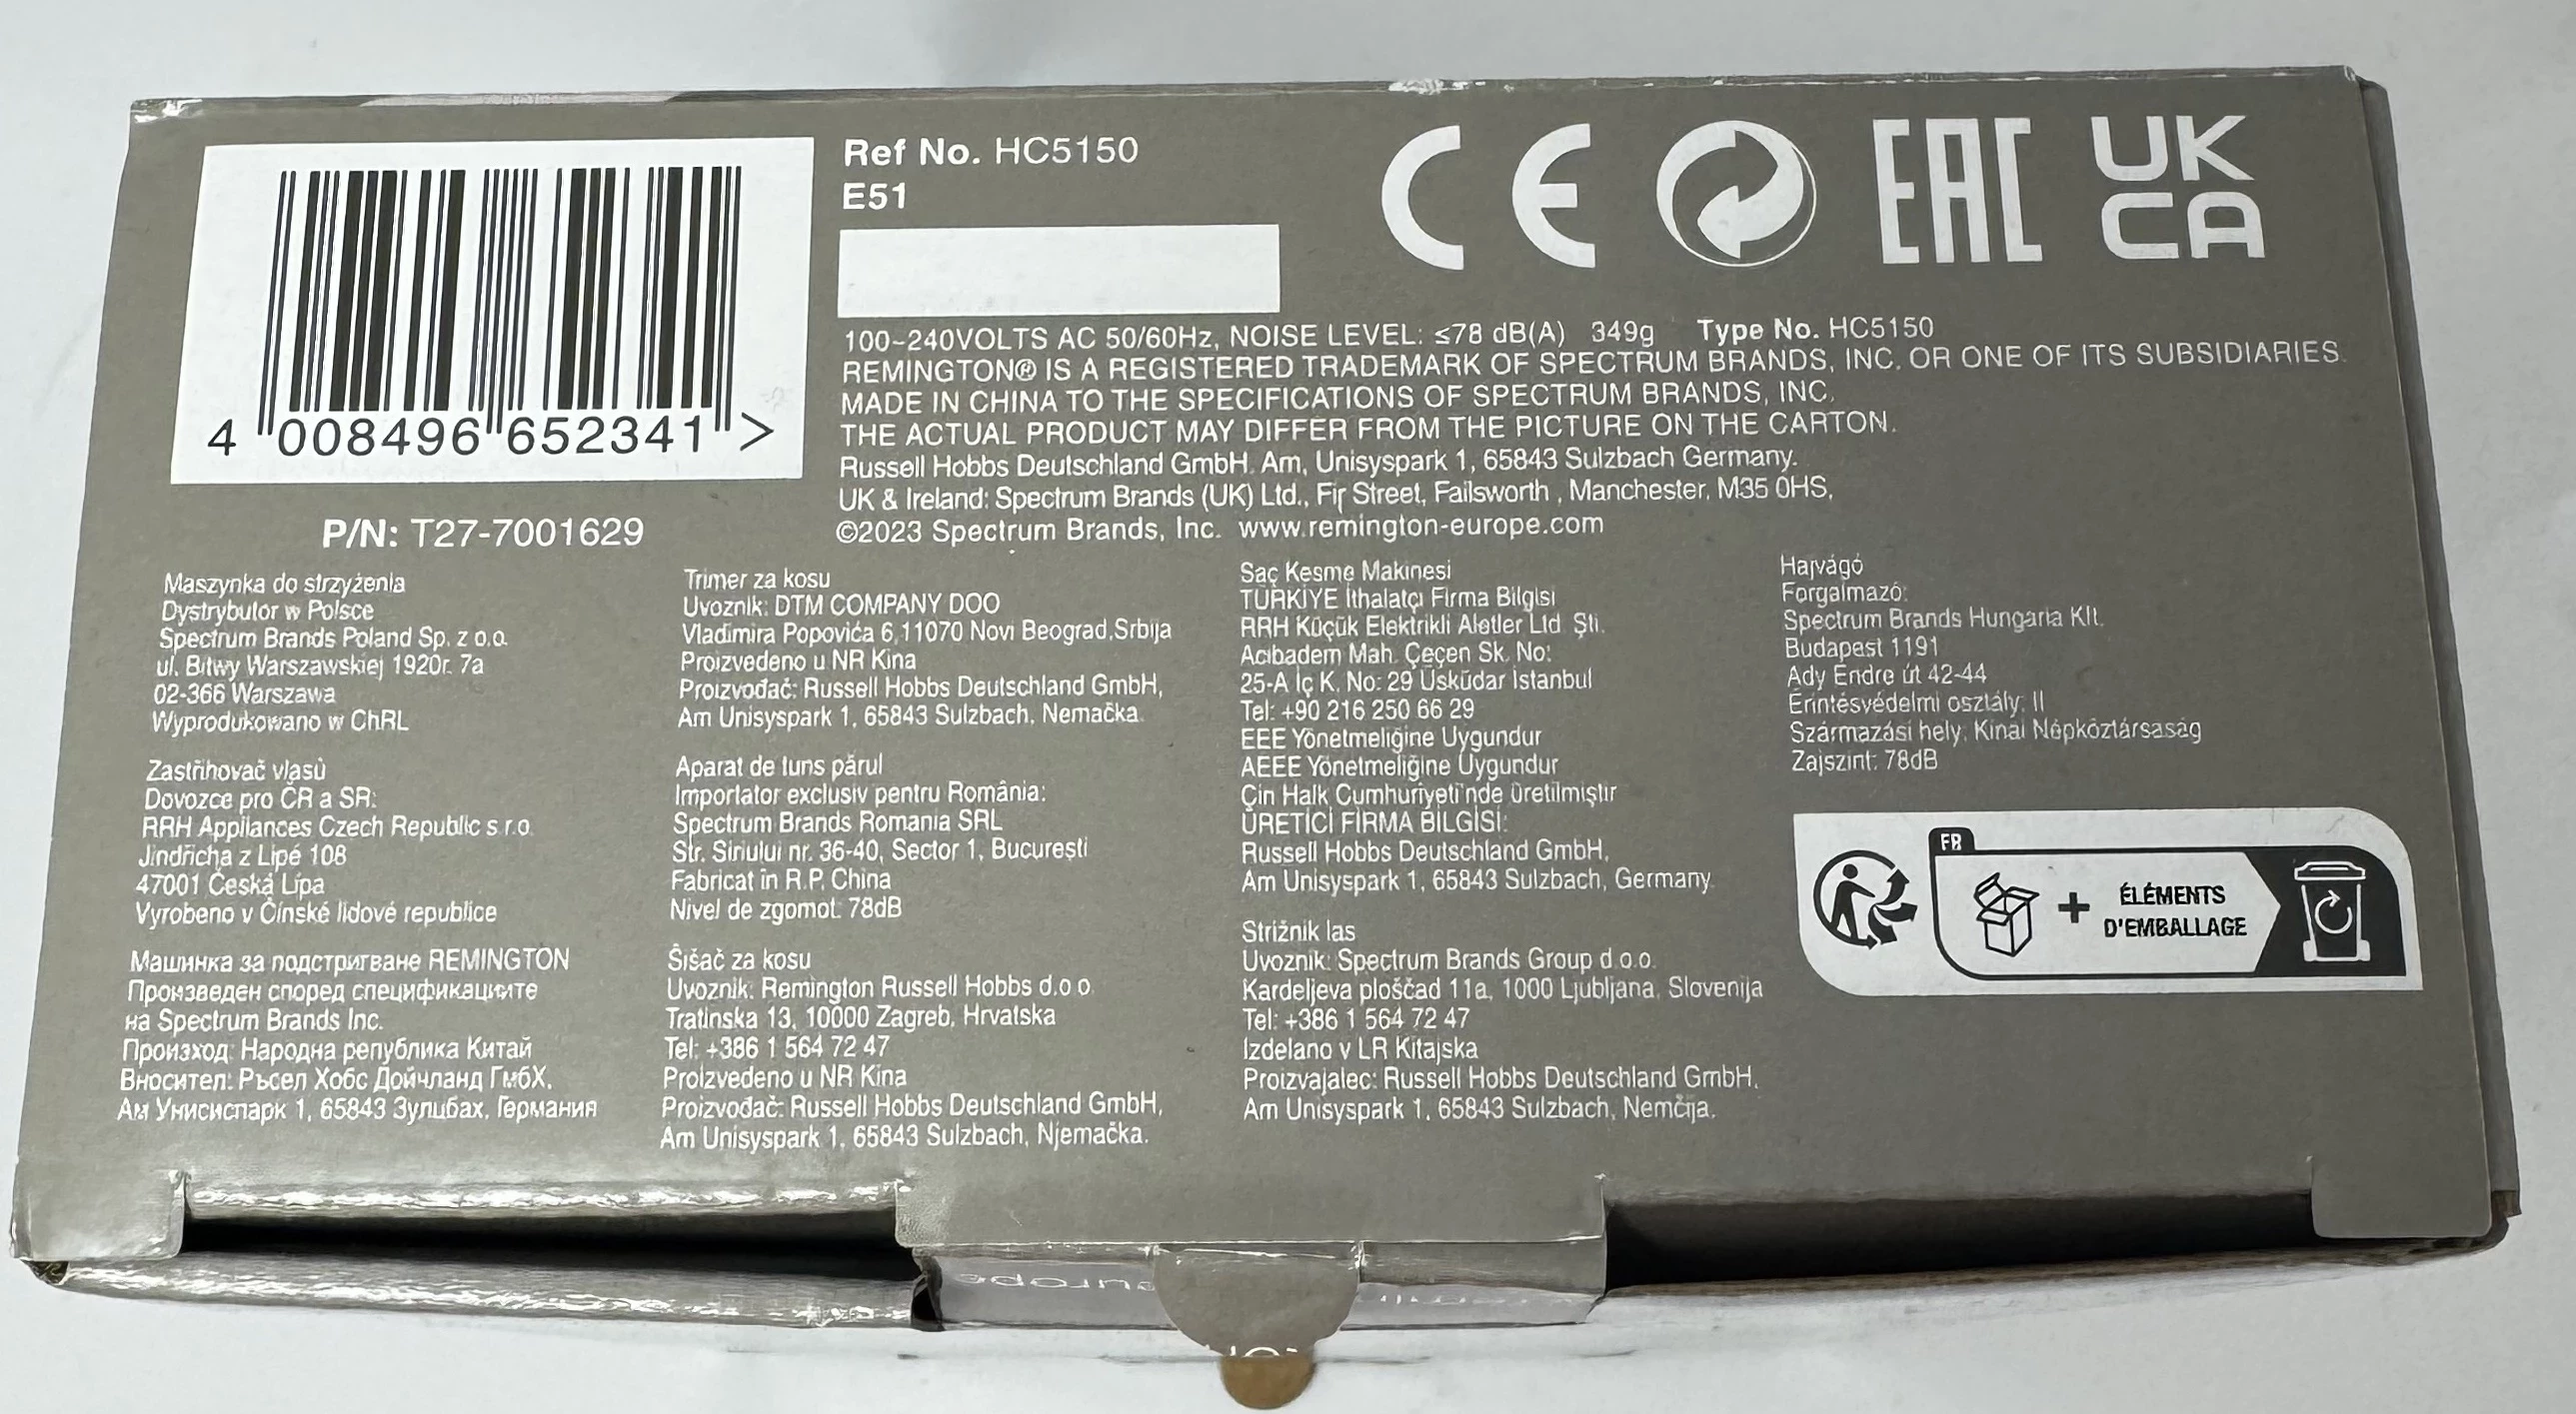 4 008496 652341 >
P/N: T27-7001629
Ref No. HC5150
E51
CE
EAC
UK
CA
100~240VOLTS AC 50/60Hz, NOISE LEVEL: ≤78 dB(A) 349g Type No. HC5150
REMINGTON® IS A REGISTERED TRADEMARK OF SPECTRUM BRANDS, INC. OR ONE OF ITS SUBSIDIARIES.
MADE IN CHINA TO THE SPECIFICATIONS OF SPECTRUM BRANDS, INC.
THE ACTUAL PRODUCT MAY DIFFER FROM THE PICTURE ON THE CARTON.
Russell Hobbs Deutschland GmbH. Am, Unisyspark 1, 65843 Sulzbach Germany.
UK & Ireland: Spectrum Brands (UK) Ltd., Fir Street, Failsworth , Manchester, M35 0HS,
©2023 Spectrum Brands, Inc. www.remington-europe.com
Maszynka do strzyżenia
Dystrybutor w Polsce
Spectrum Brands Poland Sp. z o.o.
ul. Bitwy Warszawskiej 1920r. 7a
02-366 Warszawa
Wyprodukowano w ChRL
Zastřihovač vlasů
Dovozce pro ČR a SR:
RRH Appliances Czech Republic s.r.o.
Jindřicha z Lipé 108
47001 Česká Lípa
Vyrobeno v Čínské lidové republice
Машинка за подстригване REMINGTON
Произведен според спецификациите
на Spectrum Brands Inc.
Произход: Народна република Китай
Вносител: Ръсел Хобс Дойчланд ГмбХ,
Ам Унисиспарк 1, 65843 Зулцбах, Германия
Trimer za kosu
Uvoznik: DTM COMPANY DOO
Vladimira Popovića 6,11070 Novi Beograd,Srbija
Proizvedeno u NR Kina
Proizvođač: Russell Hobbs Deutschland GmbH,
Am Unisyspark 1, 65843 Sulzbach, Nemačka.
Aparat de tuns părul
Importator exclusiv pentru România:
Spectrum Brands Romania SRL
Str. Siriului nr. 36-40, Sector 1, București
Fabricat în R.P. China
Nivel de zgomot: 78dB
Šišač za kosu
Uvoznik: Remington Russell Hobbs d.o.o.
Tratinska 13, 10000 Zagreb, Hrvatska
Tel: +386 1 564 72 47
Proizvedeno u NR Kina
Proizvođač: Russell Hobbs Deutschland GmbH,
Am Unisyspark 1, 65843 Sulzbach, Njemačka.
Saç Kesme Makinesi
TÜRKİYE İthalatçı Firma Bilgisi
RRH Küçük Elektrikli Aletler Ltd. Şti.
Acıbadem Mah. Çeçen Sk. No:
25-A İç K. No: 29 Üsküdar İstanbul
Tel: +90 216 250 66 29
EEE Yönetmeliğine Uygundur
AEEE Yönetmeliğine Uygundur
Çin Halk Cumhuriyeti'nde üretilmiştir
ÜRETİCİ FİRMA BİLGİSİ:
Russell Hobbs Deutschland GmbH,
Am Unisyspark 1, 65843 Sulzbach, Germany.
Strižnik las
Uvoznik: Spectrum Brands Group d.o.o.
Kardeljeva ploščad 11a, 1000 Ljubljana, Slovenija
Tel: +386 1 564 72 47
Izdelano v LR Kitajska
Proizvajalec: Russell Hobbs Deutschland GmbH,
Am Unisyspark 1, 65843 Sulzbach, Nemčija.
Hajvágó
Forgalmazó:
Spectrum Brands Hungaria Kft.
Budapest 1191
Ady Endre út 42-44
Érintésvédelmi osztály: II
Származási hely: Kínai Népköztársaság
Zajszint: 78dB
FR
+
ÉLÉMENTS
D'EMBALLAGE